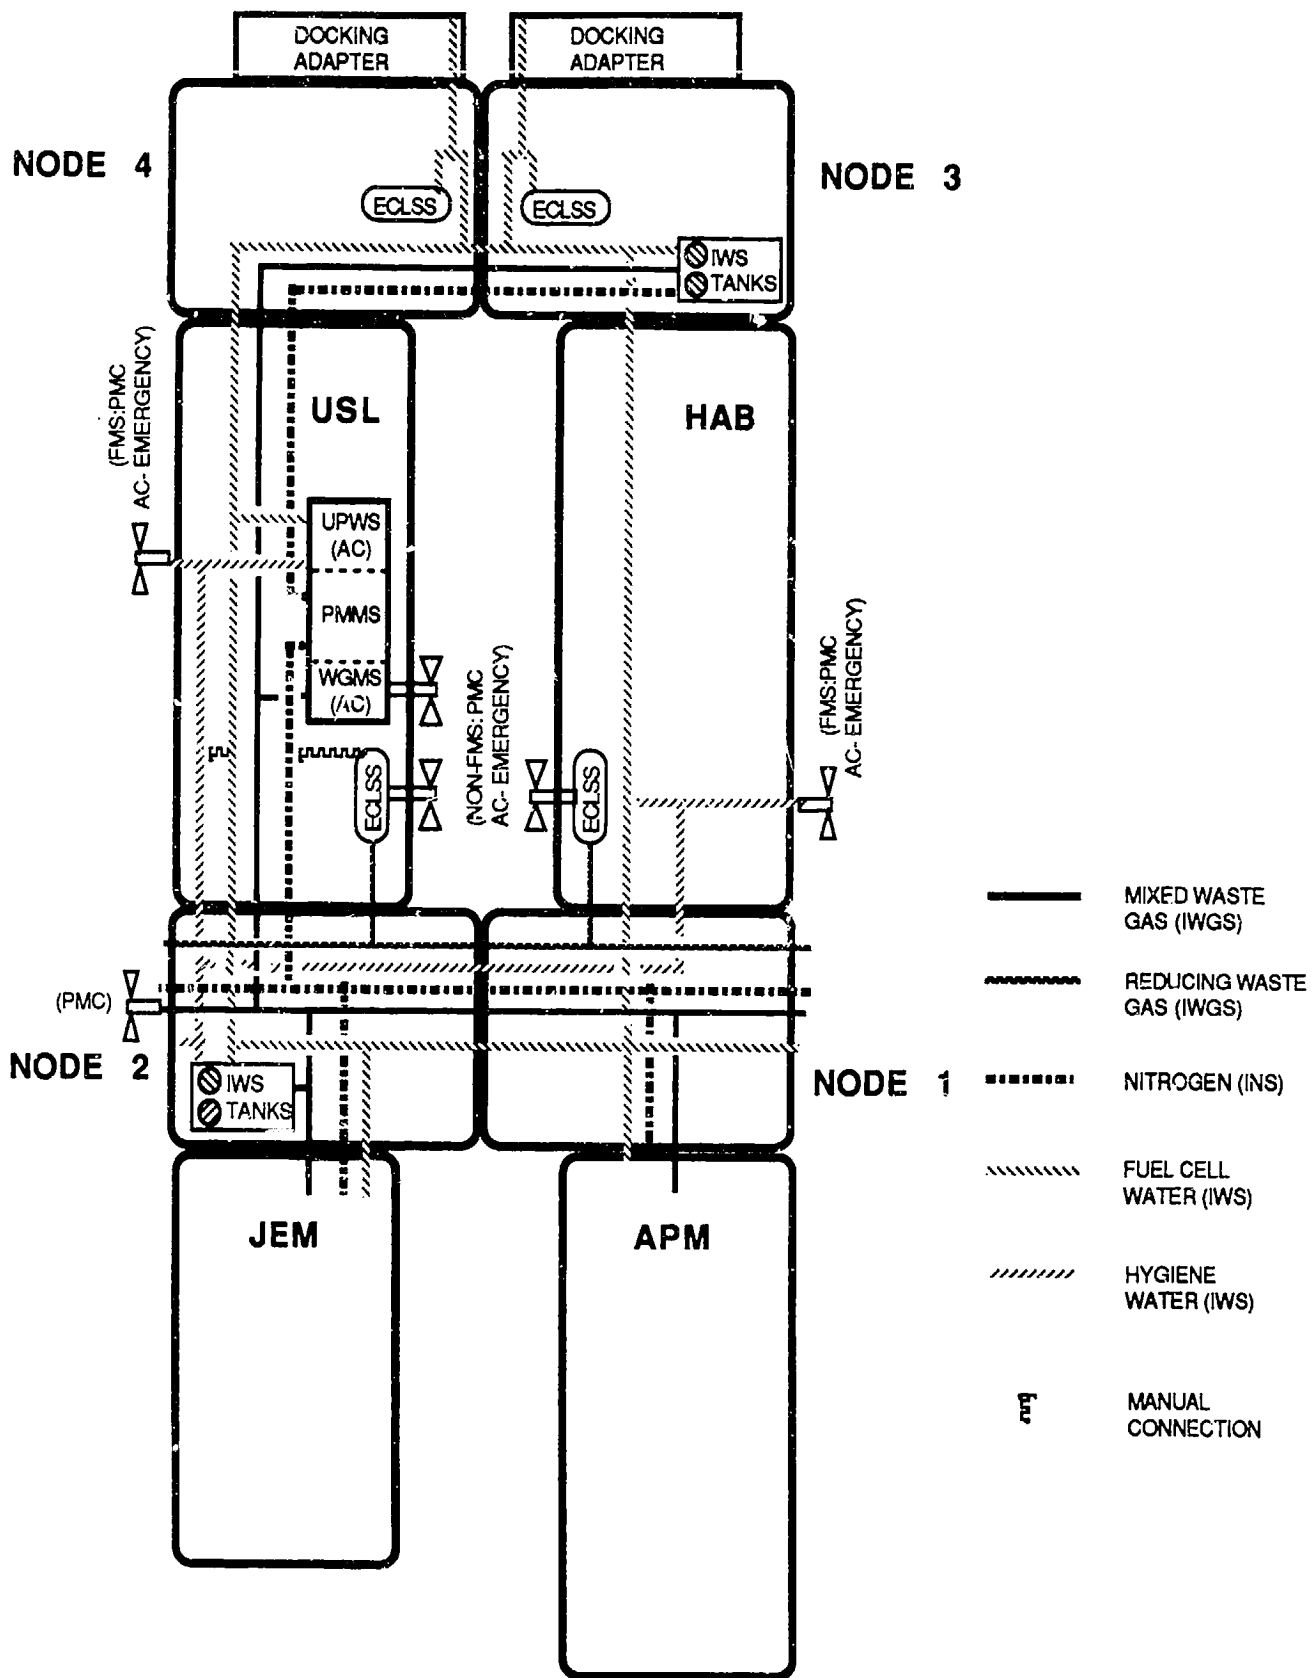 DOCKING
ADAPTER
DOCKING
ADAPTER
NODE 4
NODE 3
ECLSS
ECLSS
IWS
TANKS
(FMS:PMC
AC- EMERGENCY)
USL
HAB
UPWS
(AC)
PMMS
WGMS
(AC)
(NON-FMS: PMC
AC- EMERGENCY)
(FMS:PMC
AC- EMERGENCY)
ECLSS
ECLSS
MIXED WASTE
GAS (IWGS)
REDUCING WASTE
GAS (IWGS)
(PMC)
NODE 2
NODE 1
IWS
TANKS
NITROGEN (INS)
FUEL CELL
WATER (IWS)
JEM
APM
HYGIENE
WATER (IWS)
MANUAL
CONNECTION